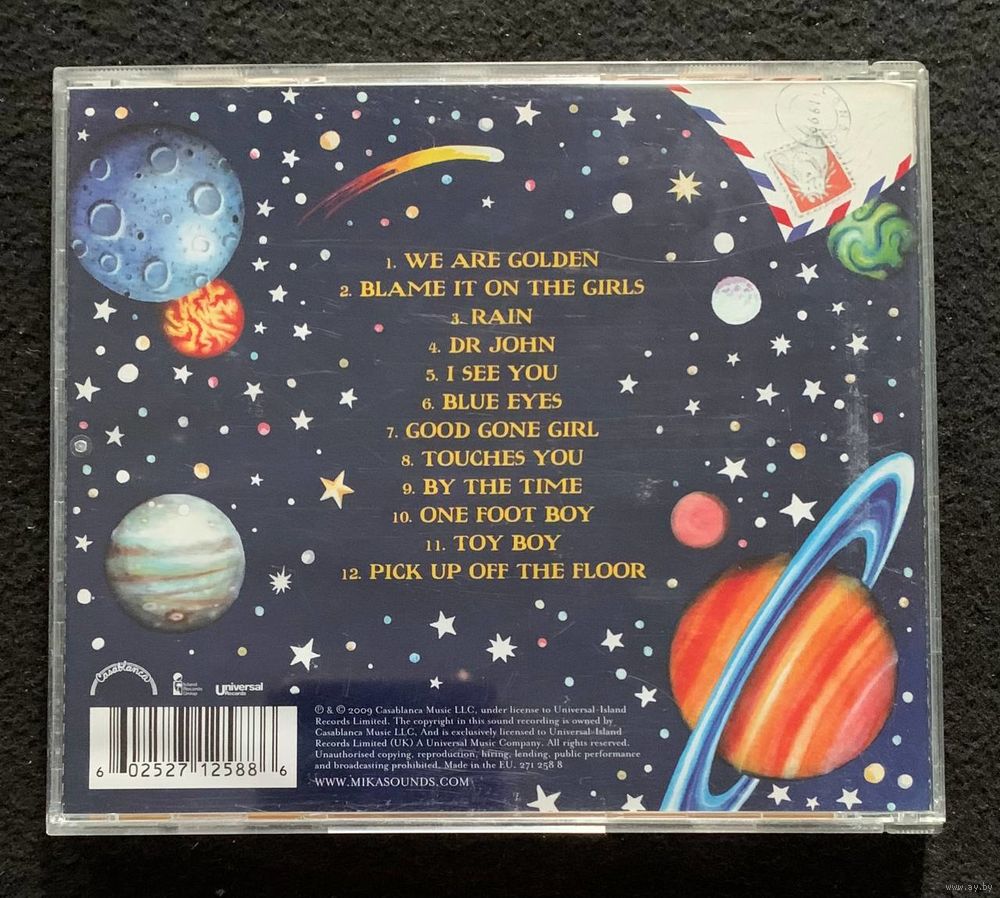 1. WE ARE GOLDEN
2. BLAME IT ON THE GIRLS
3. RAIN
4. DR JOHN
5. I SEE YOU
6. BLUE EYES
7. GOOD GONE GIRL
8. TOUCHES YOU
9. BY THE TIME
10. ONE FOOT BOY
11. TOY BOY
12. PICK UP OFF THE FLOOR
Casablanca
Island
Records
Group
Universal
Records
℗ & © 2009 Casablanca Music LLC, under license to Universal-Island
Records Limited. The copyright in this sound recording is owned by
Casablanca Music LLC, And is exclusively licensed to Universal-Island
Records Limited (UK) A Universal Music Company. All rights reserved.
Unauthorised copying, reproduction, hiring, lending, public performance
and broadcasting prohibited. Made in the EU. 271 258 8
WWW.MIKASOUNDS.COM
6 02527 12588 6
www.ay.by